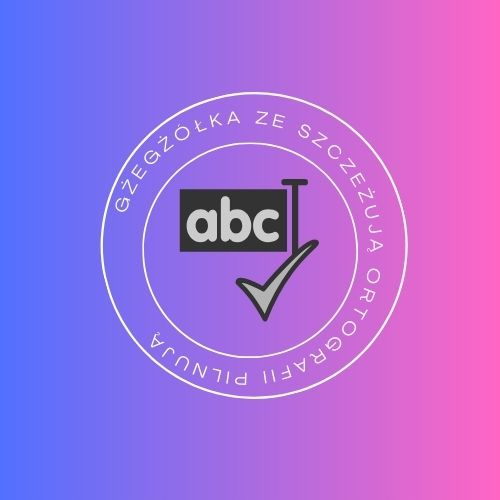 GŻEGŻÓŁKA ZE SZCZEŻUJĄ ORTOGRAFII PILNUJĄ
abc